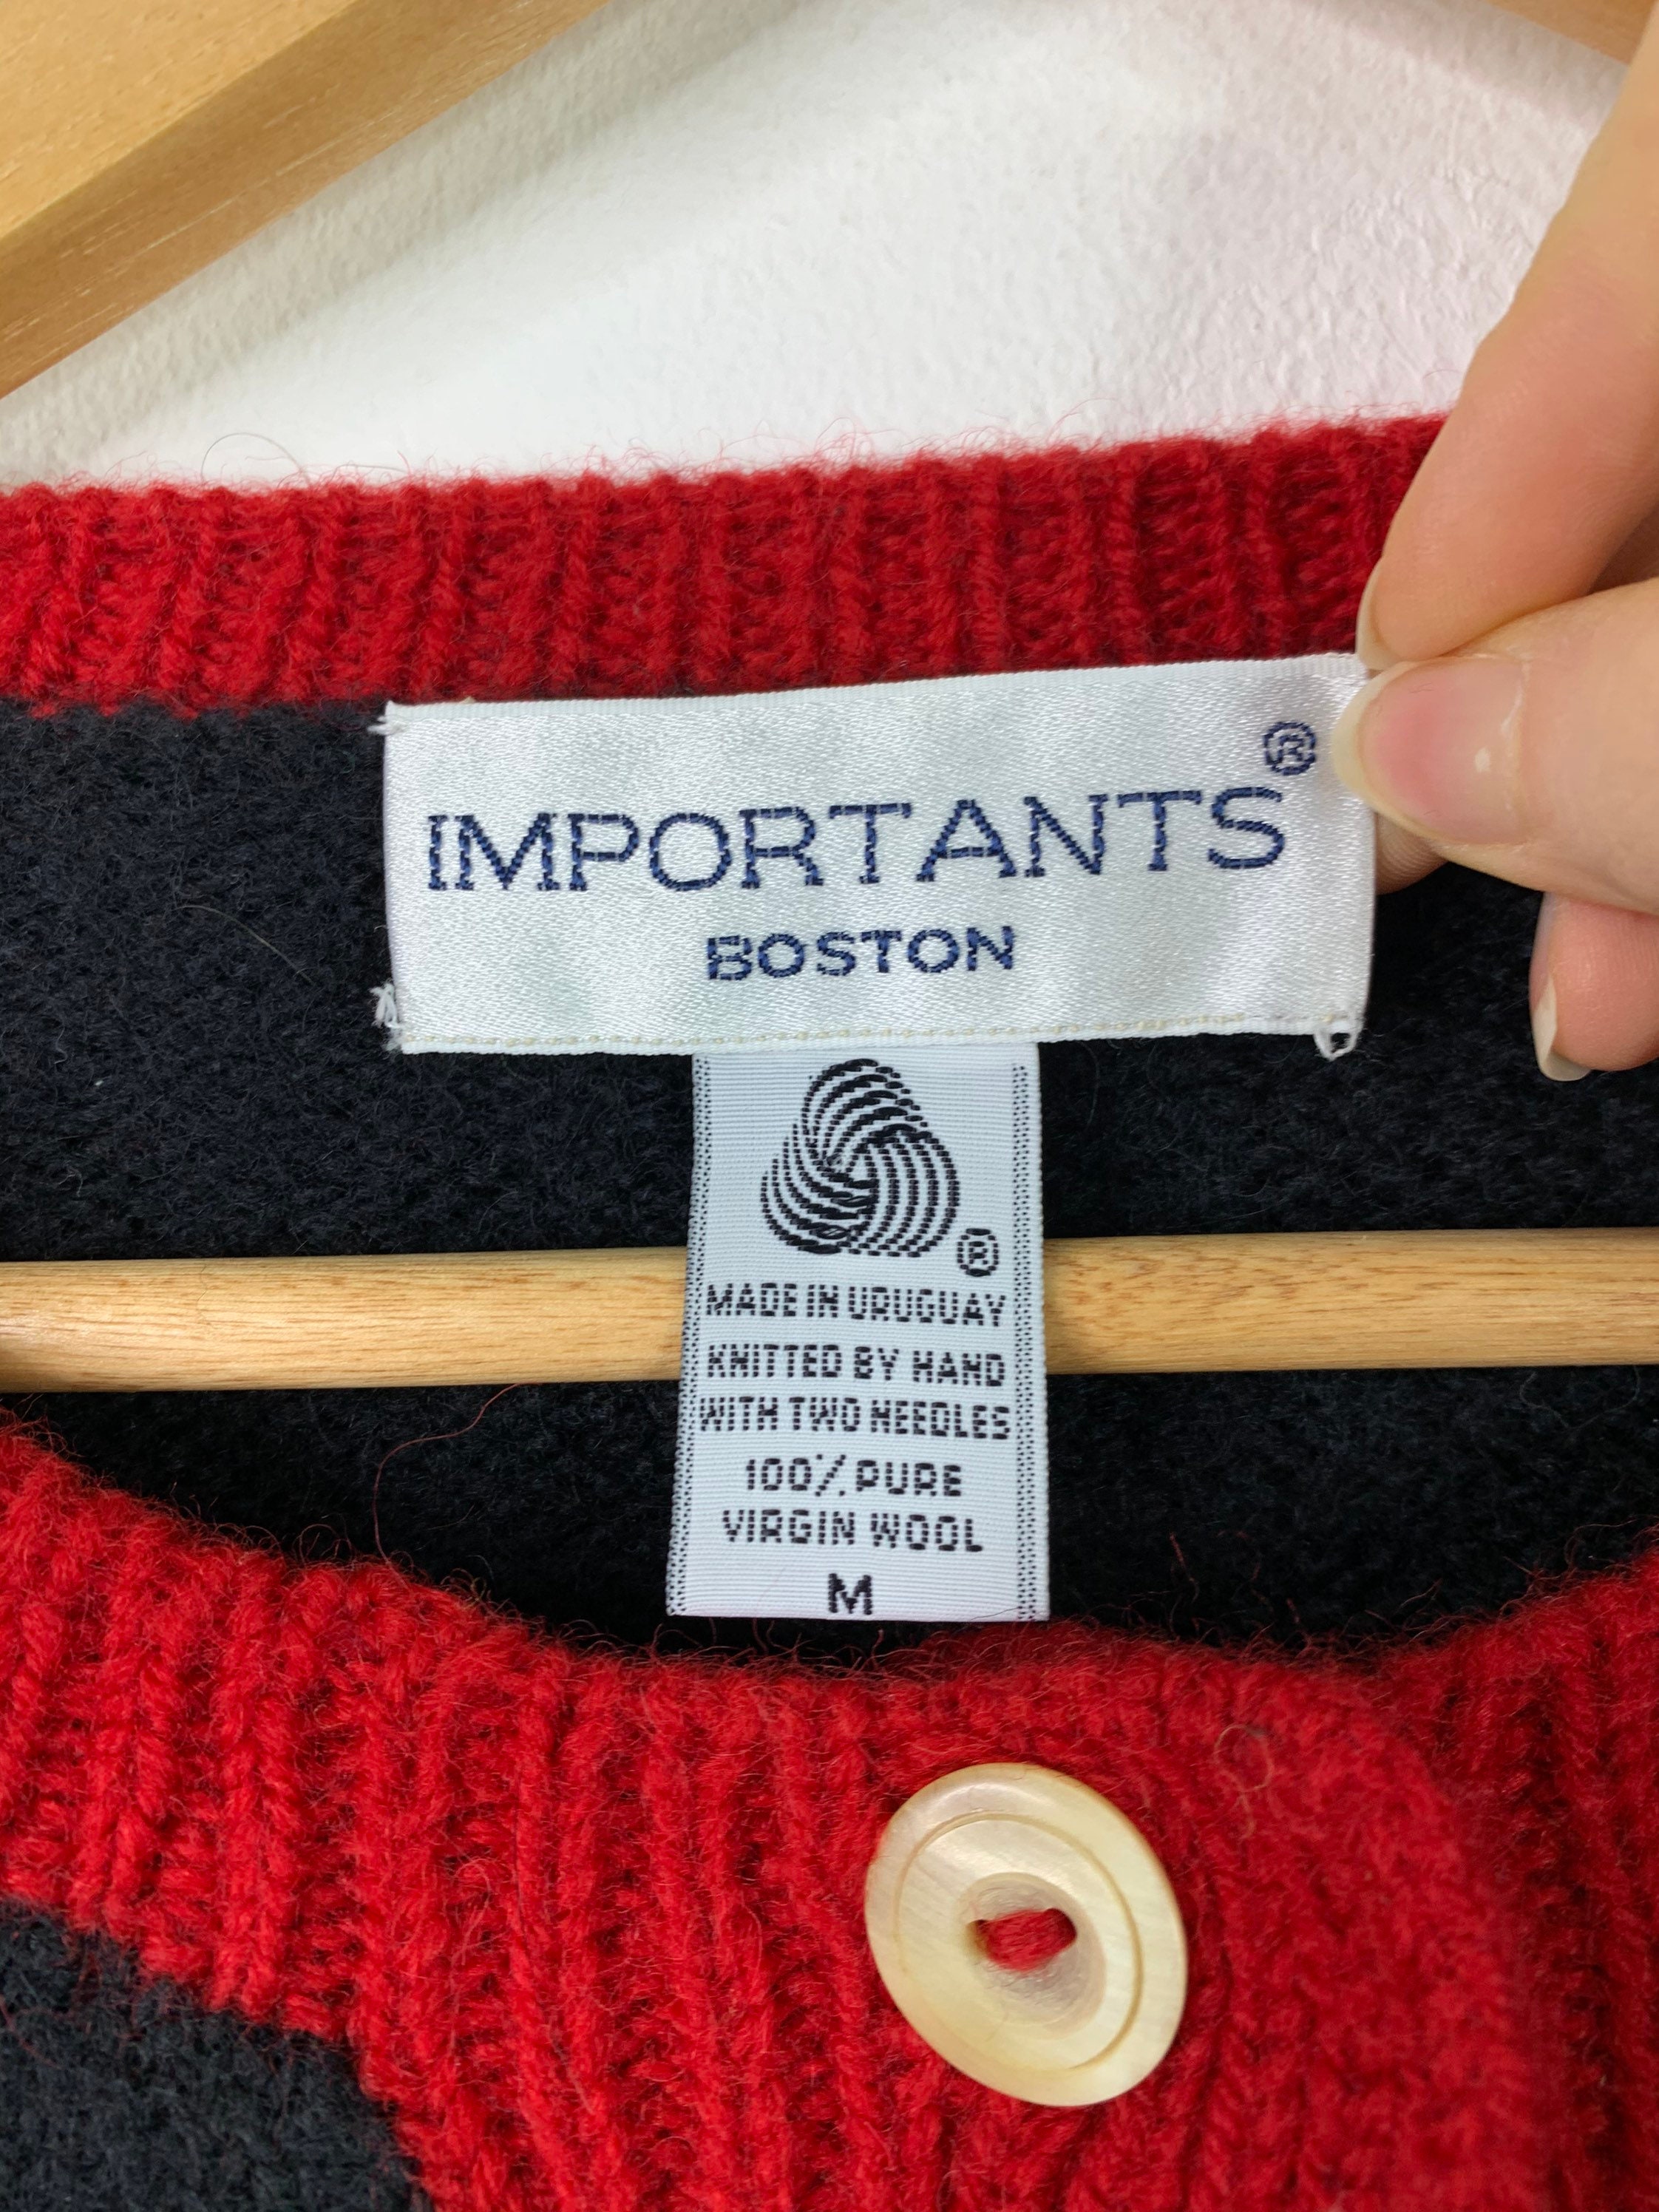 IMPORTANTS®
BOSTON
®
MADE IN URUGUAY
KNITTED BY HAND
WITH TWO NEEDLES
100% PURE
VIRGIN WOOL
M